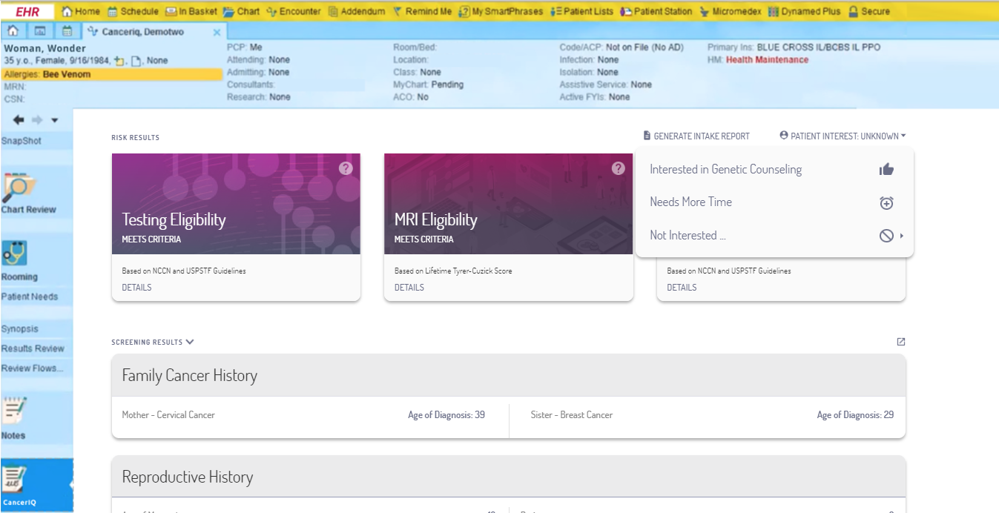 EHR Home Schedule In Basket Chart Encounter Addendum Remind Me My SmartPhrases Patient Lists Patient Station Micromedex Dynamed Plus Secure
Canceriq, Demotwo
Woman, Wonder
35 y.o., Female, 9/16/1984, , , None
Allergies: Bee Venom
MRN:
CSN:
PCP: Me
Attending: None
Admitting: None
Consultants:
Research: None
Room/Bed:
Location:
Class: None
MyChart: Pending
ACO: No
Code/ACP: Not on File (No AD)
Infection: None
Isolation: None
Assistive Service: None
Active FYIs: None
Primary Ins: BLUE CROSS IL/BCBS IL PPO
HM: Health Maintenance
SnapShot
Chart Review
Rooming
Patient Needs
Synopsis
Results Review
Review Flows...
Notes
CancerIQ
RISK RESULTS
GENERATE INTAKE REPORT
PATIENT INTEREST: UNKNOWN
Interested in Genetic Counseling
Needs More Time
Not Interested ...
Testing Eligibility
MEETS CRITERIA
Based on NCCN and USPSTF Guidelines
DETAILS
MRI Eligibility
MEETS CRITERIA
Based on Lifetime Tyrer-Cuzick Score
DETAILS
Based on NCCN and USPSTF Guidelines
DETAILS
SCREENING RESULTS
Family Cancer History
Mother - Cervical Cancer Age of Diagnosis: 39
Sister - Breast Cancer Age of Diagnosis: 29
Reproductive History